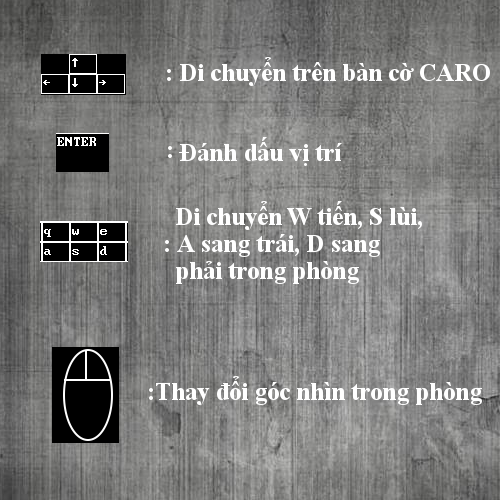 ↑
← ↓ →
: Di chuyển trên bàn cờ CARO
ENTER
: Đánh dấu vị trí
q w e
a s d
Di chuyển W tiến, S lùi,
: A sang trái, D sang
phải trong phòng
:Thay đổi góc nhìn trong phòng